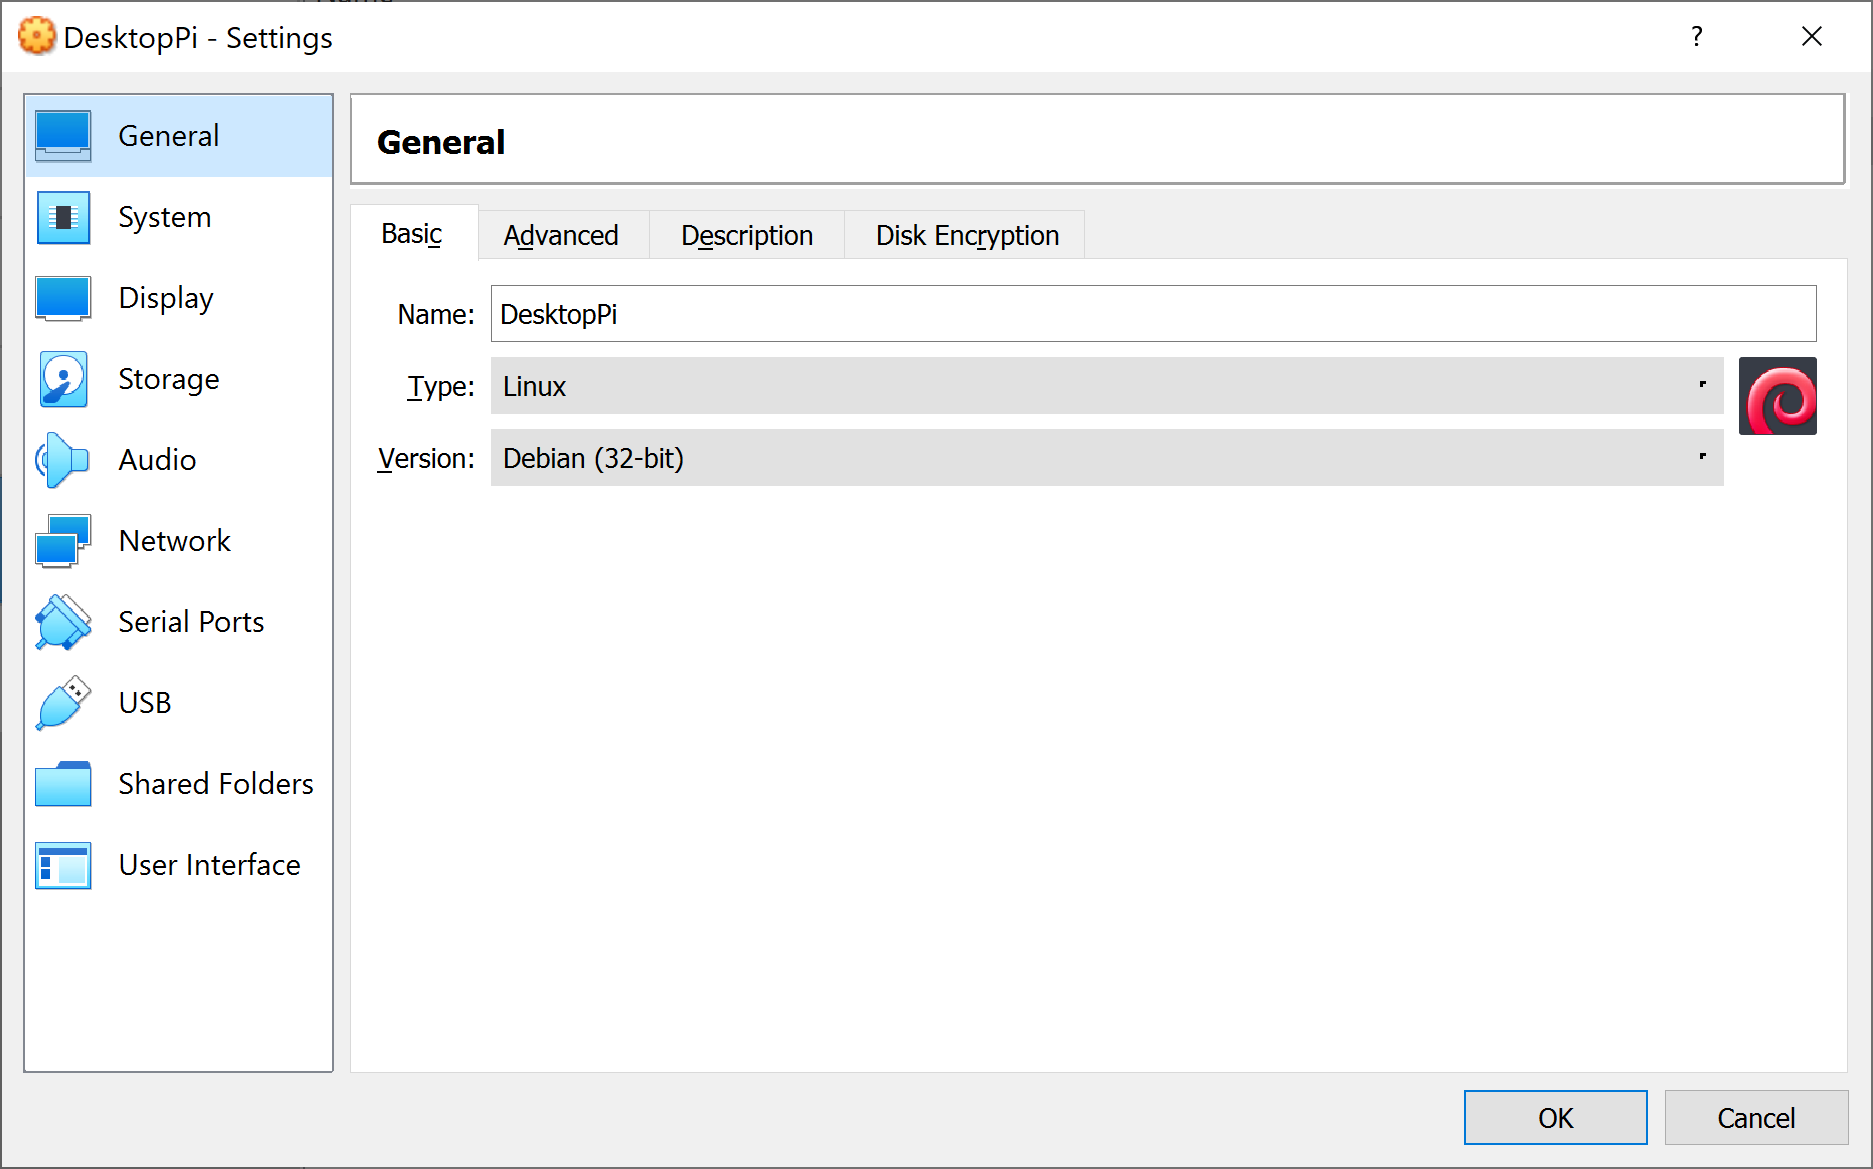 DesktopPi - Settings
?
General
System
Display
Storage
Audio
Network
Serial Ports
USB
Shared Folders
User Interface
General
Basic
Advanced
Description
Disk Encryption
Name: DesktopPi
Type: Linux
Version: Debian (32-bit)
OK
Cancel